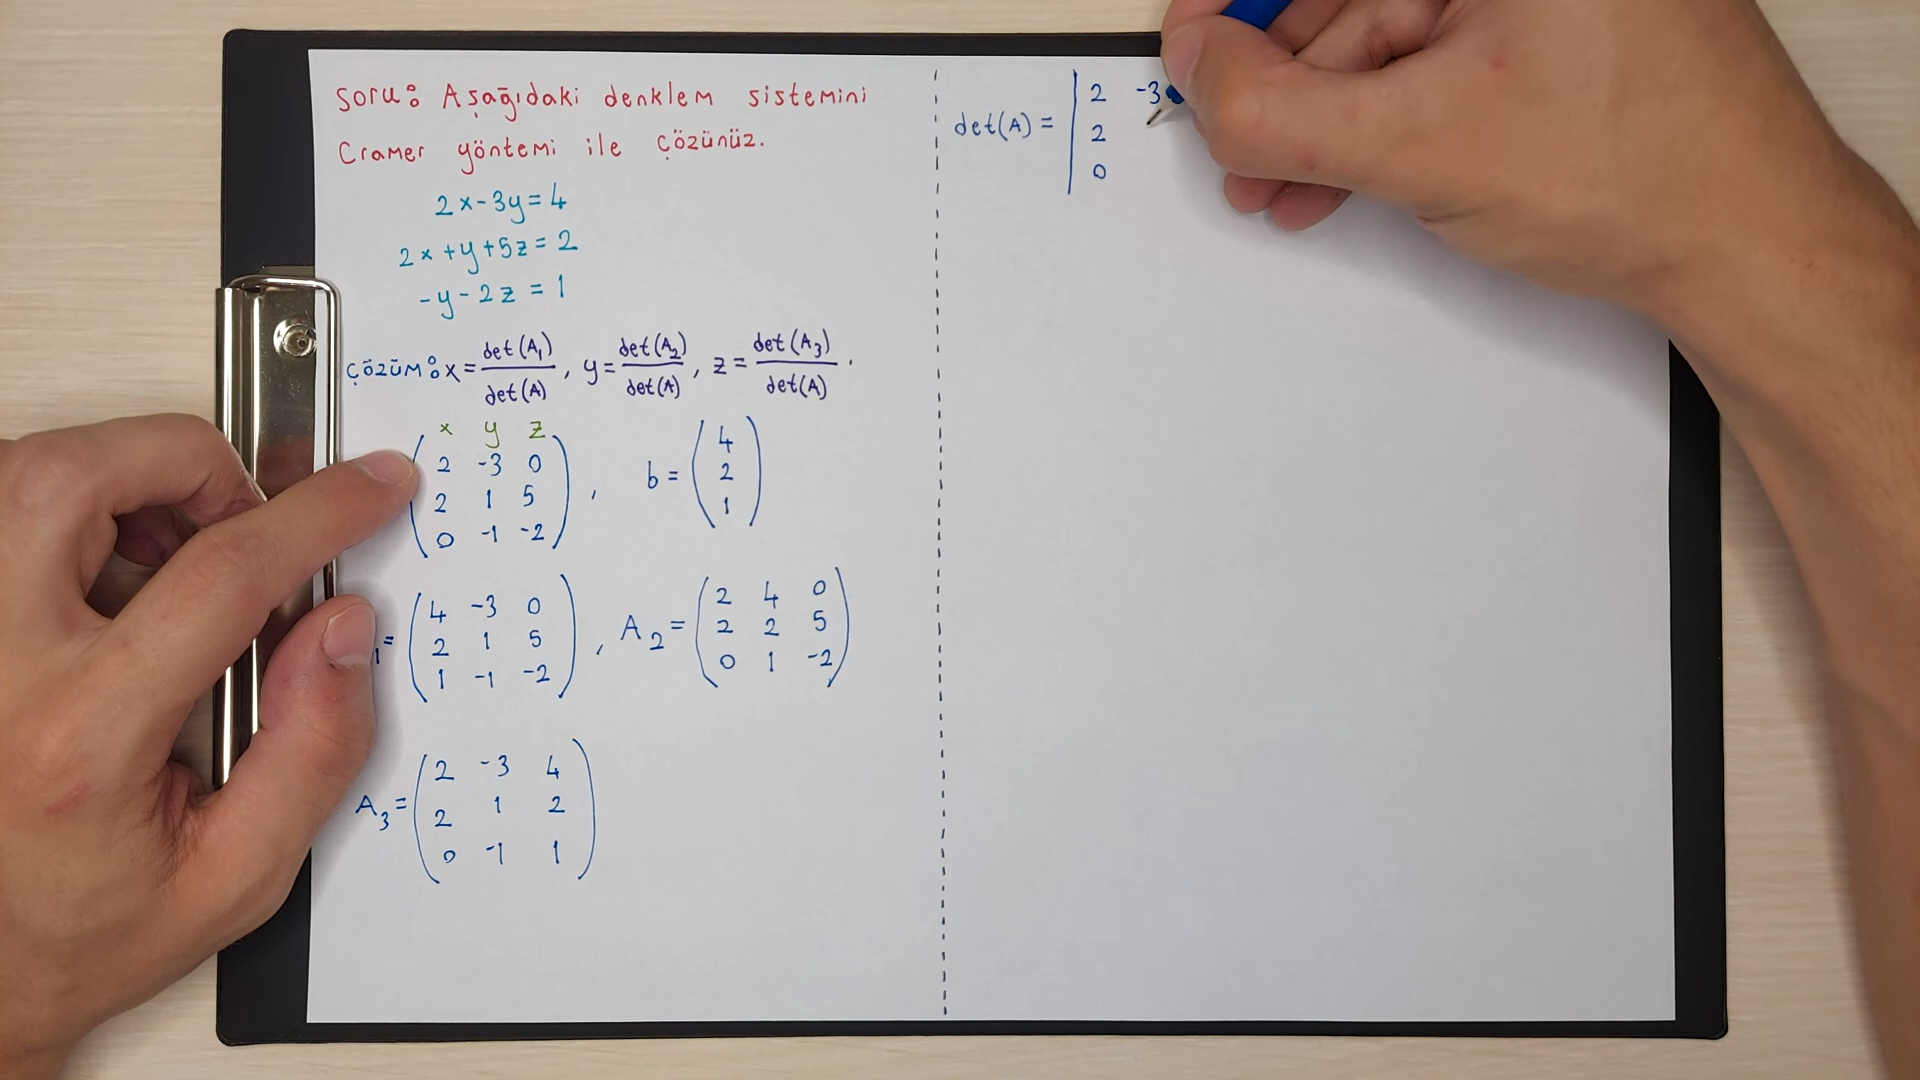 Soru: Aşağıdaki denklem sistemini
Cramer yöntemi ile çözünüz.
2x-3y=4
2x+y+5z=2
-y-2z=1
Çözüm: x = det(A₁)/det(A), y = det(A₂)/det(A), z = det(A₃)/det(A).
x y z
2 -3 0
2 1 5
0 -1 -2
, b =
4
2
1
1 =
4 -3 0
2 1 5
1 -1 -2
, A₂ =
2 4 0
2 2 5
0 1 -2
A₃ =
2 -3 4
2 1 2
0 -1 1
det(A) =
2 -3
2
0